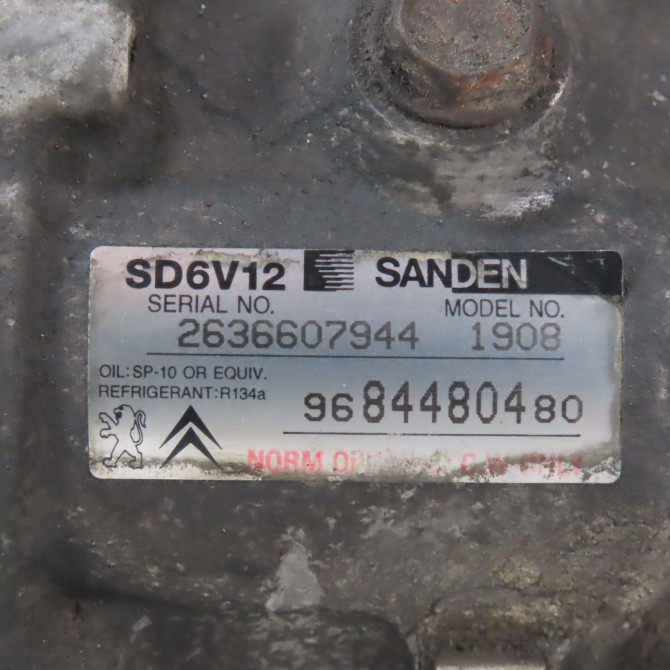 SD6V12 SANDEN
SERIAL NO. MODEL NO.
2636607944 1908
OIL: SP-10 OR EQUIV.
REFRIGERANT: R134a
9684480480
NORM C.W ONLY